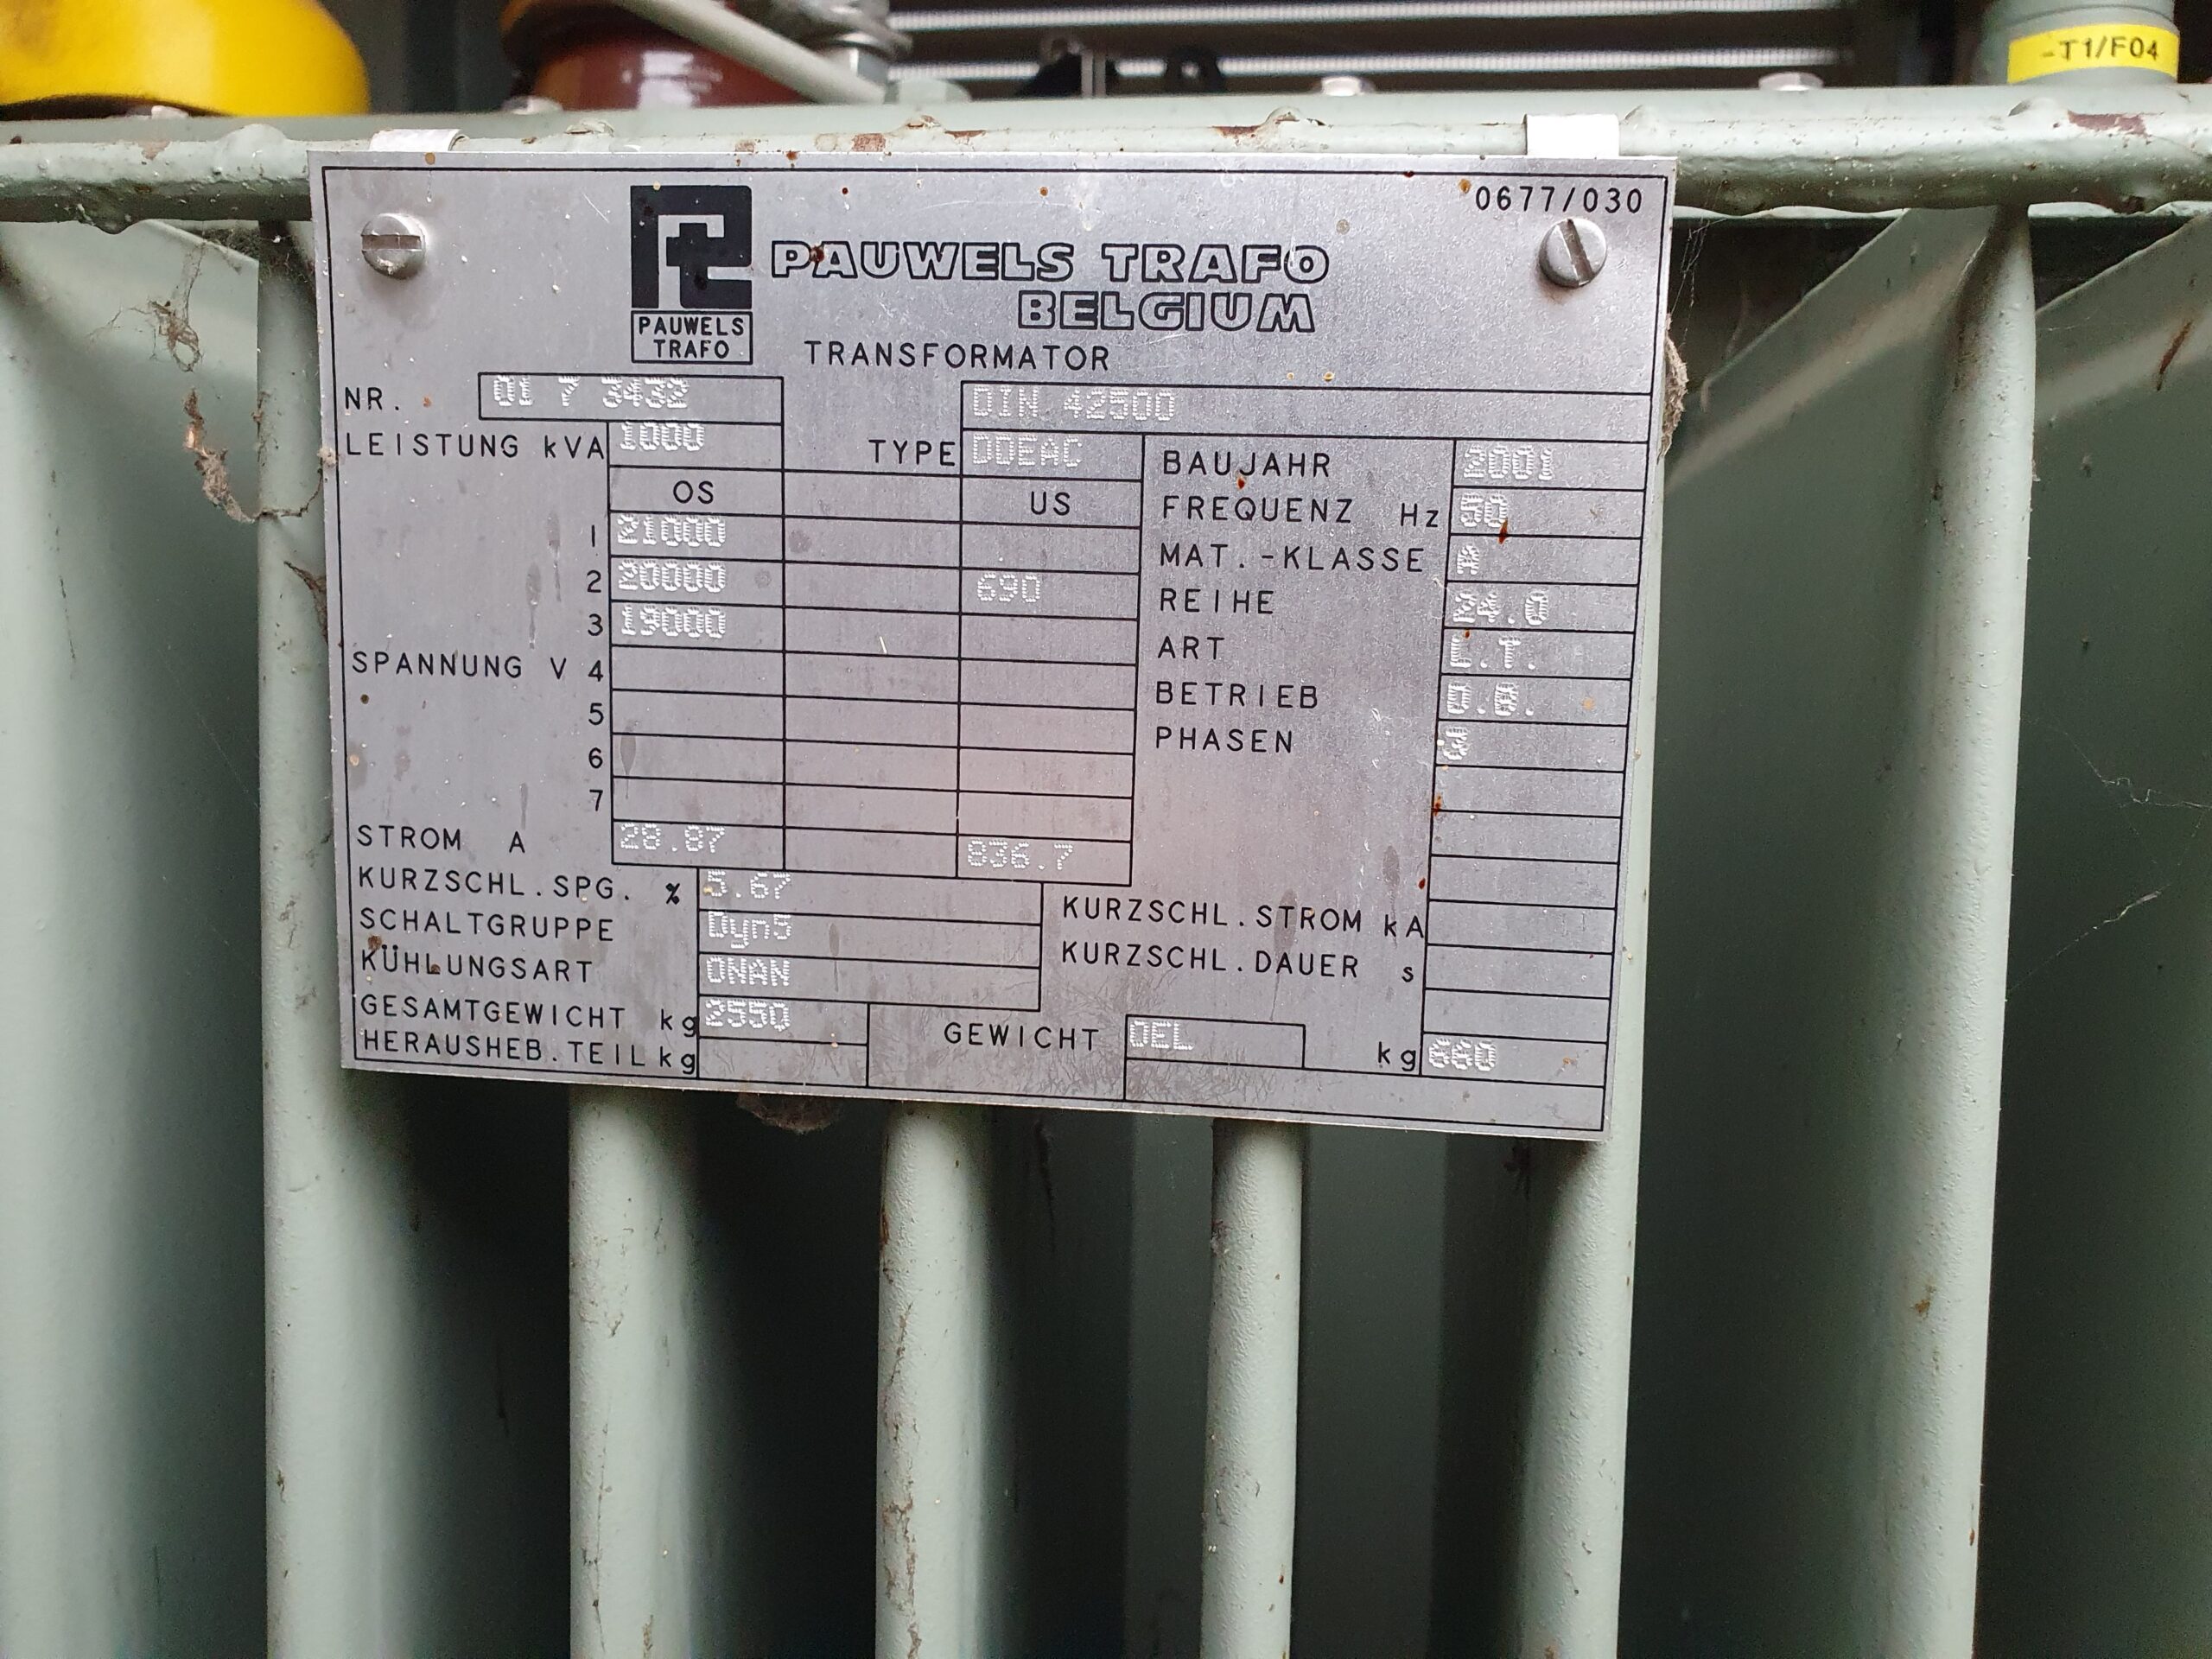 -T1/F04
0677/030
PAUWELS TRAFO
BELGIUM
PAUWELS
TRAFO
TRANSFORMATOR
NR. 01 7 3432 DIN 42500
LEISTUNG kVA 1000 TYPE DOEAC BAUJAHR 2001
OS US FREQUENZ Hz 50
1 21000 MAT.-KLASSE A
2 20000 690 REIHE 24.0
3 19000 ART L.T.
SPANNUNG V 4 BETRIEB D.B.
5 PHASEN 3
6
7
STROM A 28.87 836.7
KURZSCHL.SPG. % 5.67 KURZSCHL.STROM kA
SCHALTGRUPPE Dyn5 KURZSCHL.DAUER s
KÜHLUNGSART ONAN
GESAMTGEWICHT kg 2550 GEWICHT OEL kg 660
HERAUSHEB.TEIL kg